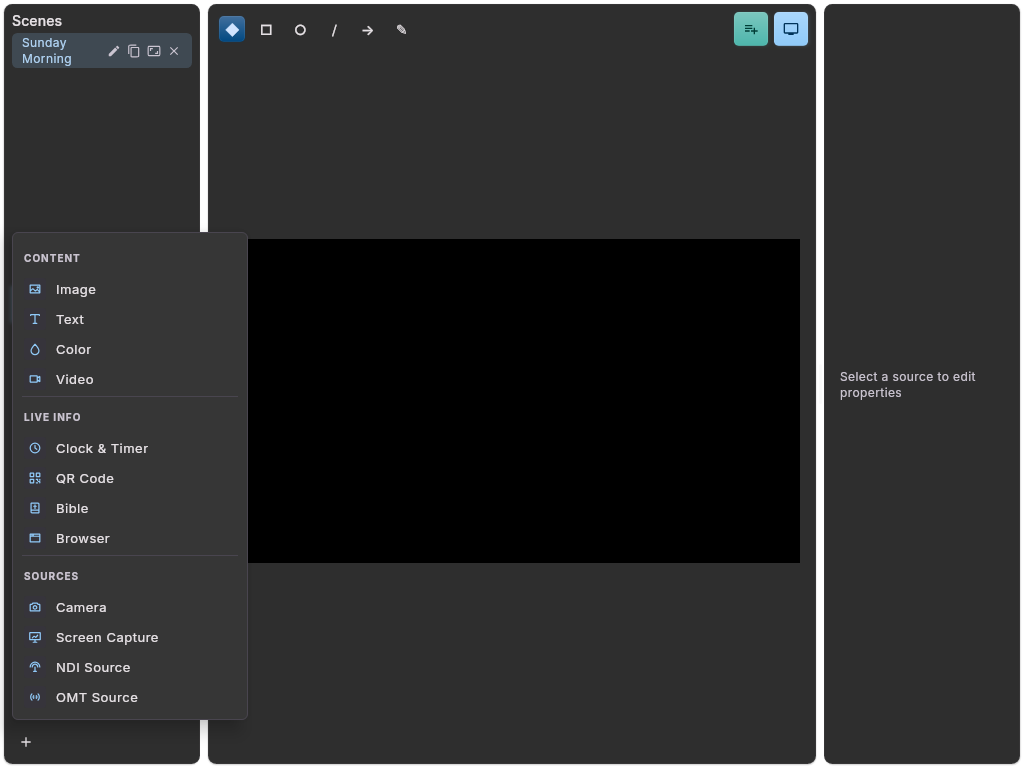 Scenes
Sunday
Morning
CONTENT
Image
Text
Color
Video
LIVE INFO
Clock & Timer
QR Code
Bible
Browser
SOURCES
Camera
Screen Capture
NDI Source
OMT Source
Select a source to edit
properties